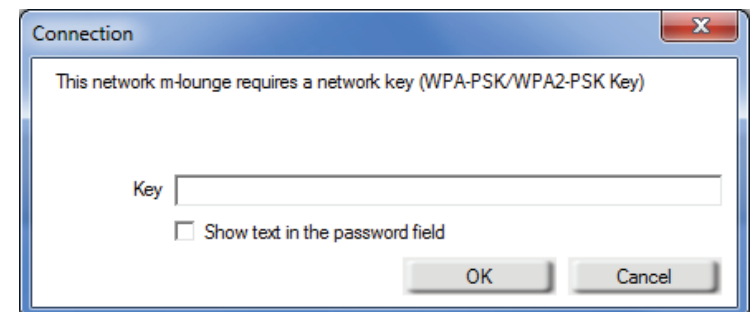 Connection
This network m-lounge requires a network key (WPA-PSK/WPA2-PSK Key)
Key
Show text in the password field
OK Cancel